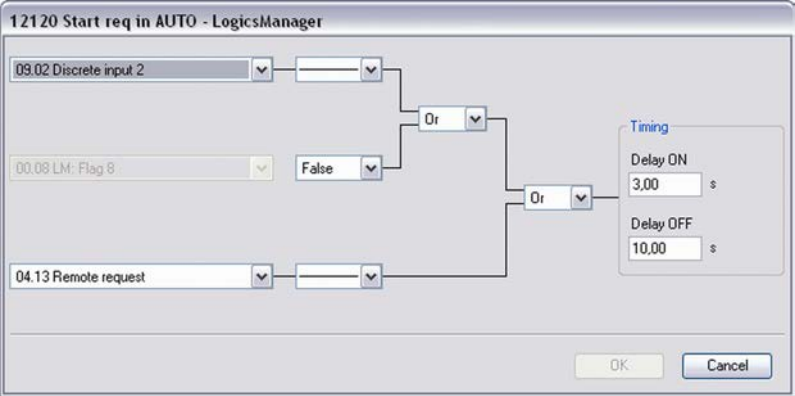 12120 Start req in AUTO - LogicsManager
09.02 Discrete input 2
Or
Timing
Delay ON
00.08 LM: Flag 8
False
3,00 s
Or
Delay OFF
10,00 s
04.13 Remote request
OK
Cancel